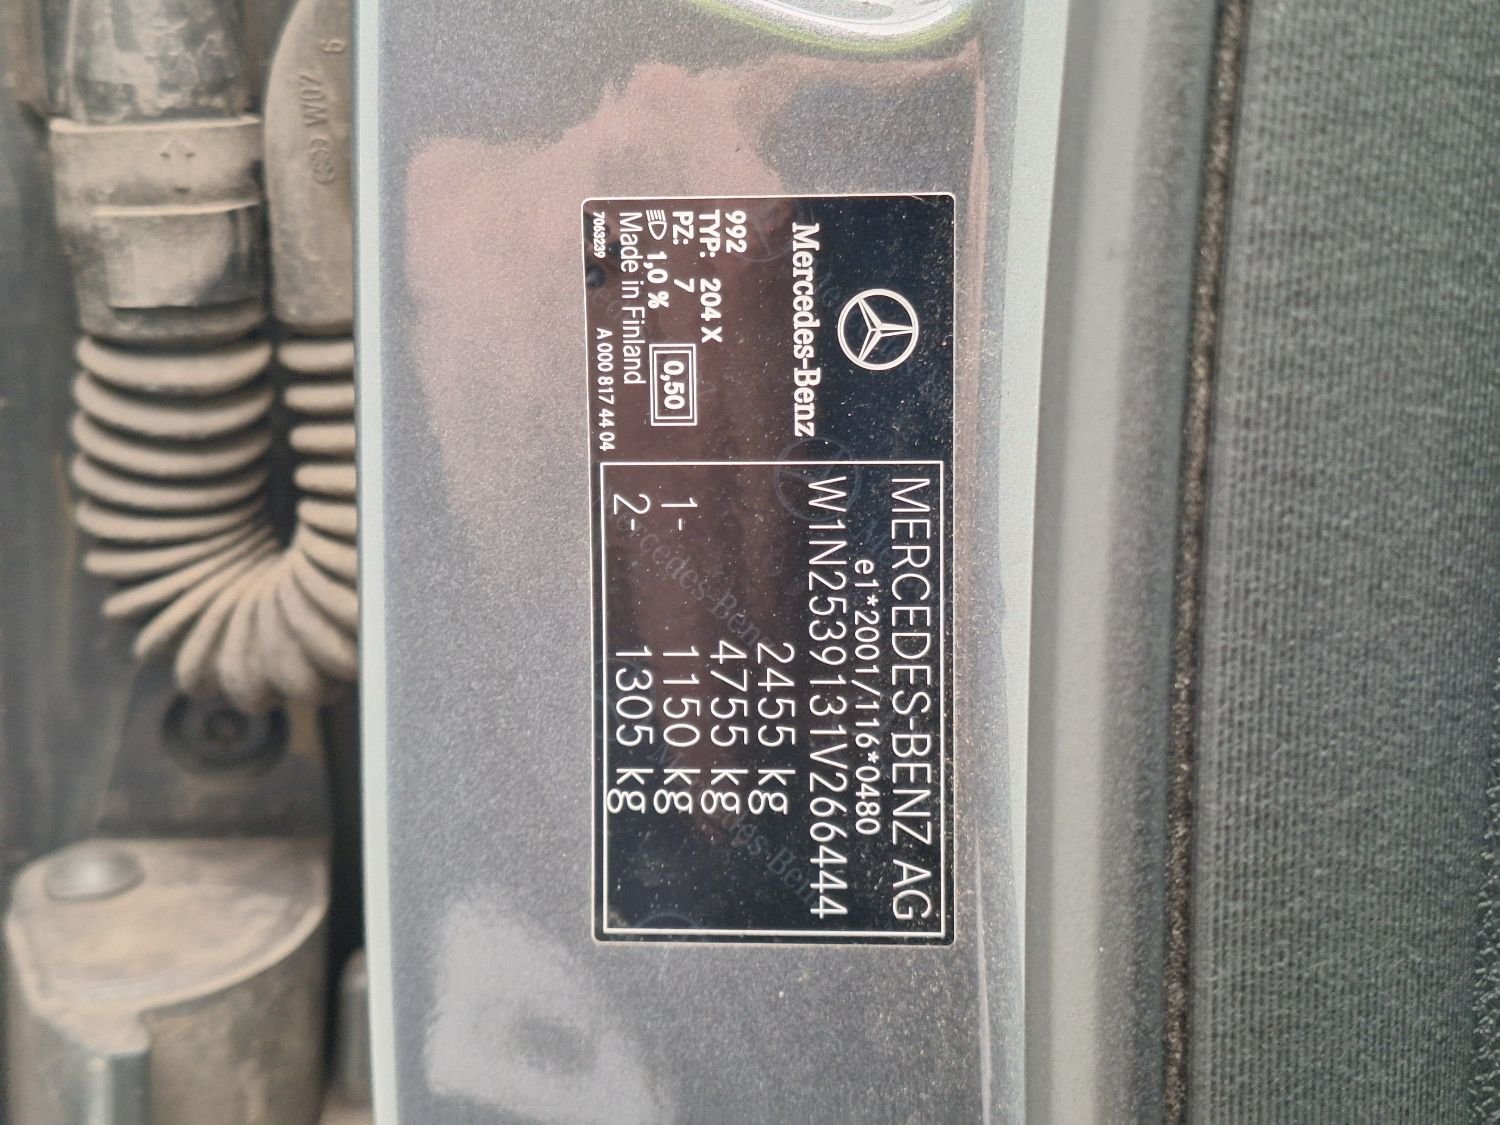 Mercedes-Benz
992
TYP: 204 X
PZ: 7
1,0 %
0,50
Made in Finland
7063239
A 000 817 44 04
MERCEDES-BENZ AG
e1*2001/116*0480
W1N2539131V266444
2455 kg
4755 kg
1- 1150 kg
2- 1305 kg